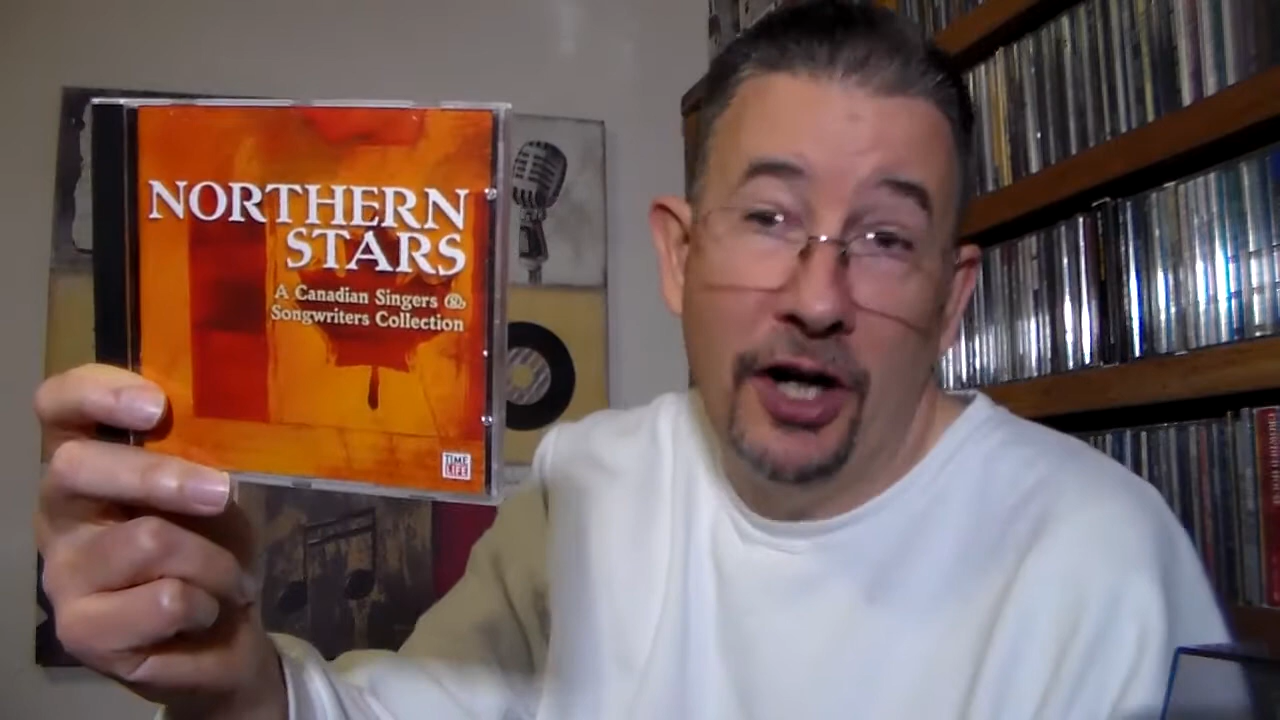 NORTHERN
STARS
A Canadian Singers &
Songwriters Collection
TIME
LIFE